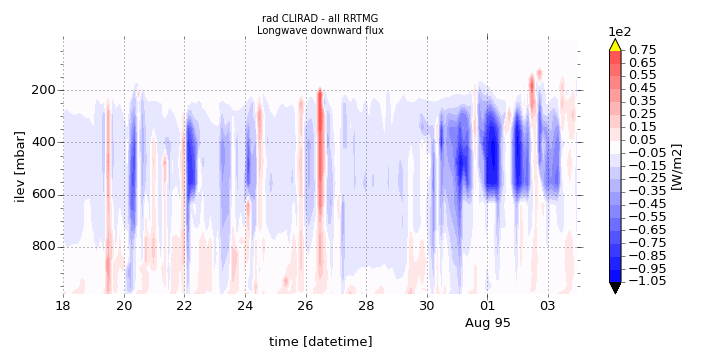 rad CLIRAD - all RRTMG
Longwave downward flux
1e2
0.75
0.65
0.55
0.45
0.35
0.25
0.15
0.05
−0.05
−0.15
−0.25
−0.35
−0.45
−0.55
−0.65
−0.75
−0.85
−0.95
−1.05
[W/m2]
ilev [mbar]
200
400
600
800
18 20 22 24 26 28 30 01 03
Aug 95
time [datetime]